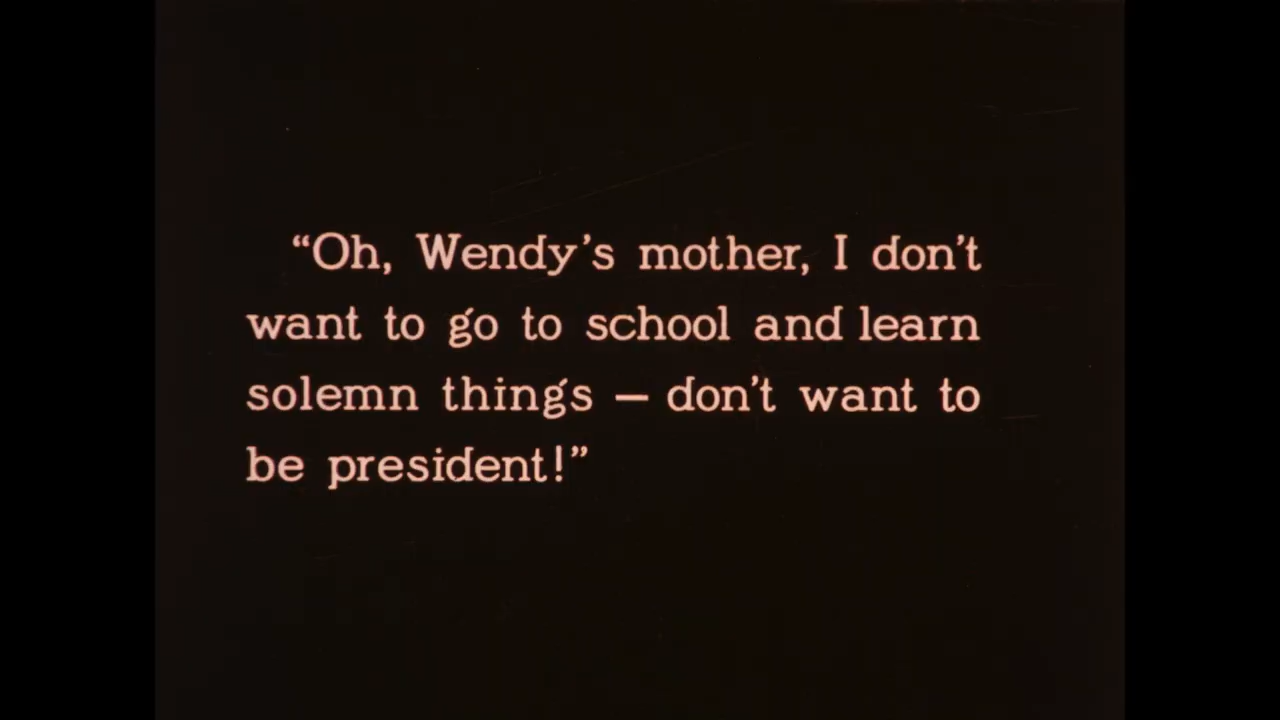 “Oh, Wendy’s mother, I don’t
want to go to school and learn
solemn things — don’t want to
be president!”